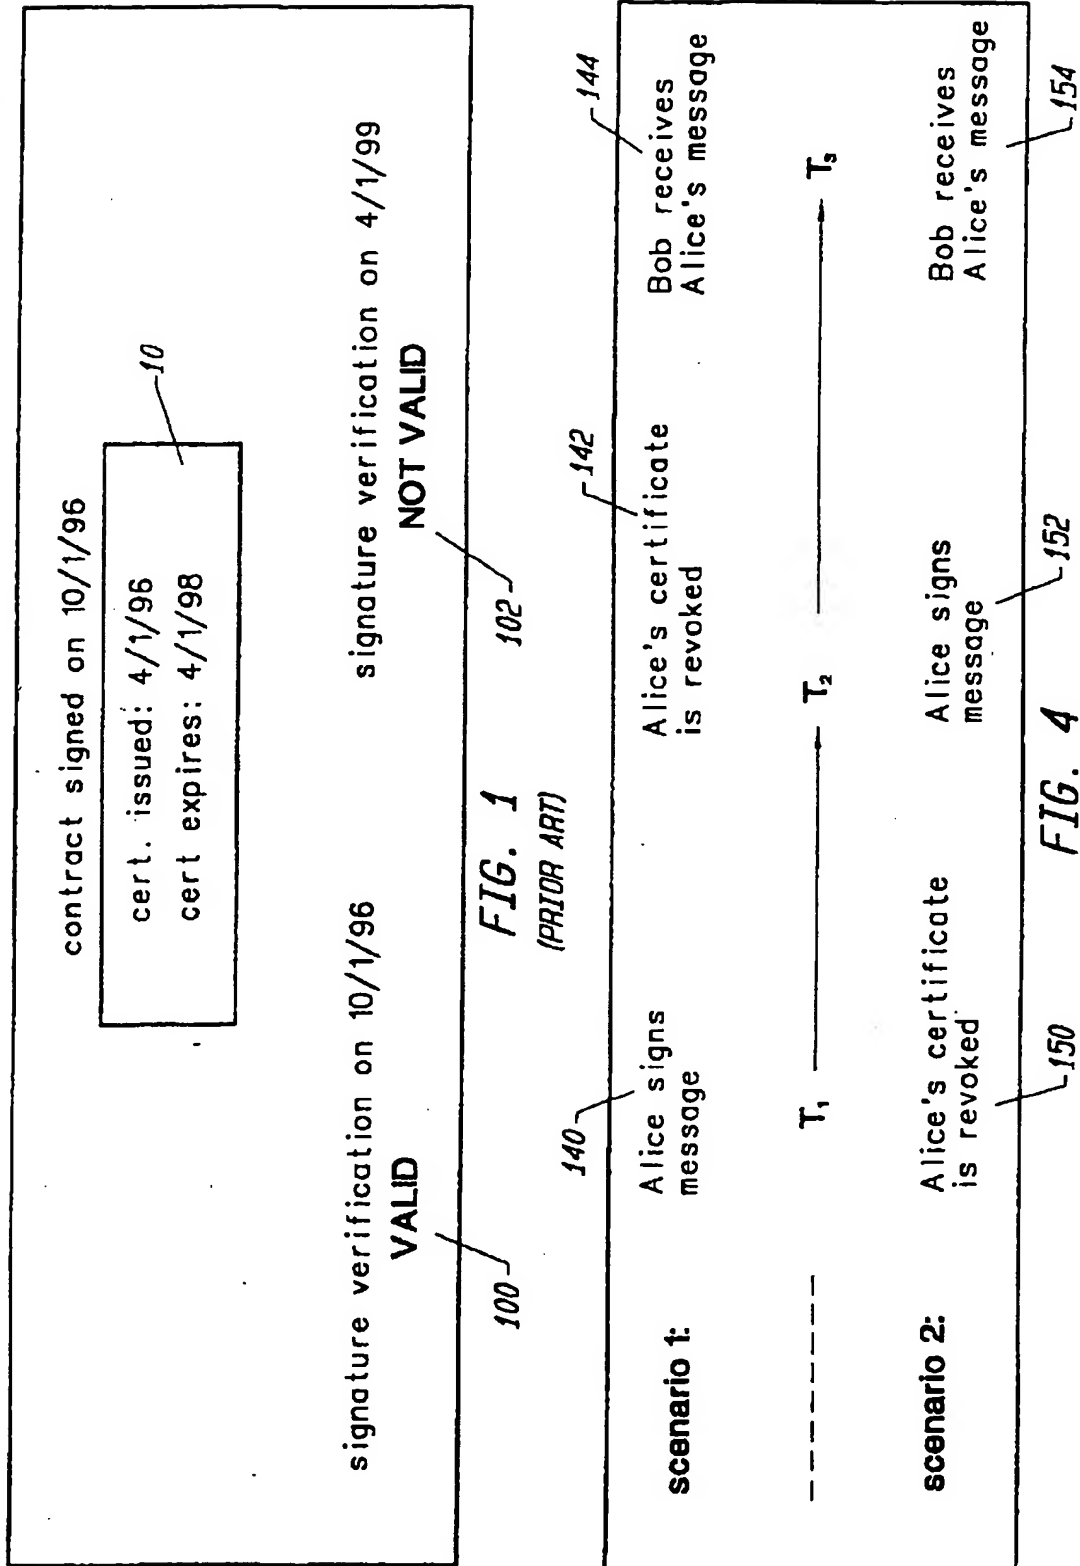 contract signed on 10/1/96
cert. issued: 4/1/96
cert expires: 4/1/98
10
signature verification on 10/1/96
VALID
signature verification on 4/1/99
NOT VALID
100
102
FIG. 1
(PRIOR ART)
140
142
144
scenario 1:
Alice signs
message
Alice's certificate
is revoked
Bob receives
Alice's message
T₁
T₂
T₃
scenario 2:
Alice's certificate
is revoked
Alice signs
message
Bob receives
Alice's message
150
152
154
FIG. 4